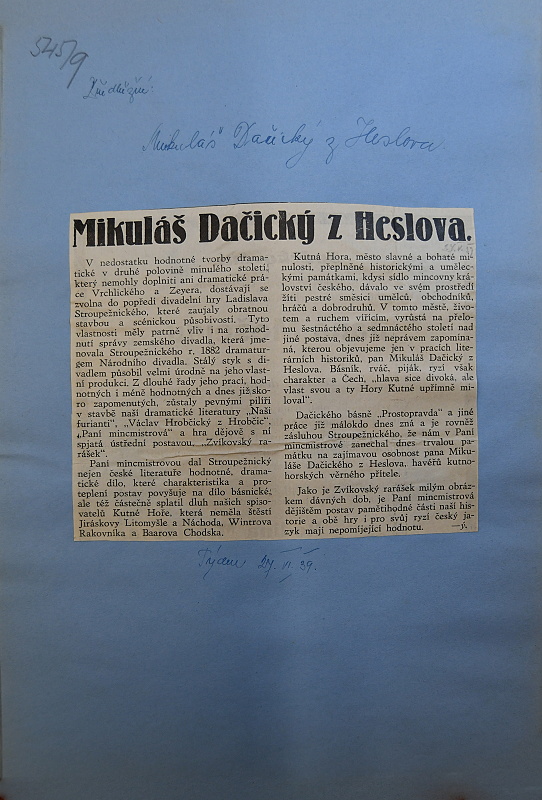 545/9
"Mikuláš" Dačický z Heslova
Mikuláš Dačický z Heslova.
V nedostatku hodnotné tvorby drama-
tické v druhé polovině minulého století,
který nemohly doplniti ani dramatické prá-
ce Vrchlického a Zeyera, dostávají se
zvolna do popředí divadelní hry Ladislava
Stroupežnického, které zaujaly obratnou
stavbou a scénickou působivostí. Tyto
vlastnosti měly patrně vliv i na rozhod-
nutí správy zemského divadla, která jme-
novala Stroupežnického r. 1882 dramatur-
gem Národního divadla. Stálý styk s di-
vadlem působil velmi úrodně na jeho vlast-
ní produkci. Z dlouhé řady jeho prací, hod-
notných i méně hodnotných a dnes již sko-
ro zapomenutých, zůstaly pevnými pilíři
v stavbě naší dramatické literatury „Naši
furianti“, „Václav Hrobčický z Hrobčic“,
„Paní mincmistrová“ a hra dějově s ní
spjatá ústřední postavou, „Zvíkovský ra-
rášek“.
Paní mincmistrovou dal Stroupežnický
nejen české literatuře hodnotné, drama-
tické dílo, které charakteristika a pro-
teplení postav povyšuje na dílo básnické,
ale též částečně splatil dluh našich spiso-
vatelů Kutné Hoře, která neměla štěstí
Jiráskovy Litomyšle a Náchoda, Wintrova
Rakovníka a Baarova Chodska.
Kutná Hora, město slavné a bohaté mi-
nulosti, přeplněné historickými a umělec-
kými památkami, kdysi sídlo mincovny krá-
lovství českého, dávalo ve svém prostředí
žíti pestré směsici umělců, obchodníků,
hráčů a dobrodruhů. V tomto městě, živo-
tem a ruchem vířícím, vyrůstá na přelo-
mu šestnáctého a sedmnáctého století nad
jiné postava, dnes již neprávem zapomína-
ná, kterou objevujeme jen v pracích lite-
rárních historiků, pan Mikuláš Dačický z
Heslova. Básník, rváč, piják, ryzí však
charakter a Čech, „hlava sice divoká, ale
vlast svou a ty Hory Kutné upřímně mi-
loval“.
Dačického básně „Prostopravda“ a jiné
práce již málokdo dnes zná a je rovněž
zásluhou Stroupežnického, že nám v Paní
mincmistrové zanechal dnes trvalou pa-
mátku na zajímavou osobnost pana Miku-
láše Dačického z Heslova, havéřů kutno-
horských věrného přítele.
Jako je Zvíkovský rarášek milým obráz-
kem dávných dob, je Paní mincmistrová
dějištěm postav pamětihodné části naší his-
torie a obě hry i pro svůj ryzí český ja-
zyk mají nepomíjející hodnotu. —j.
Týden 27. VI. 39.